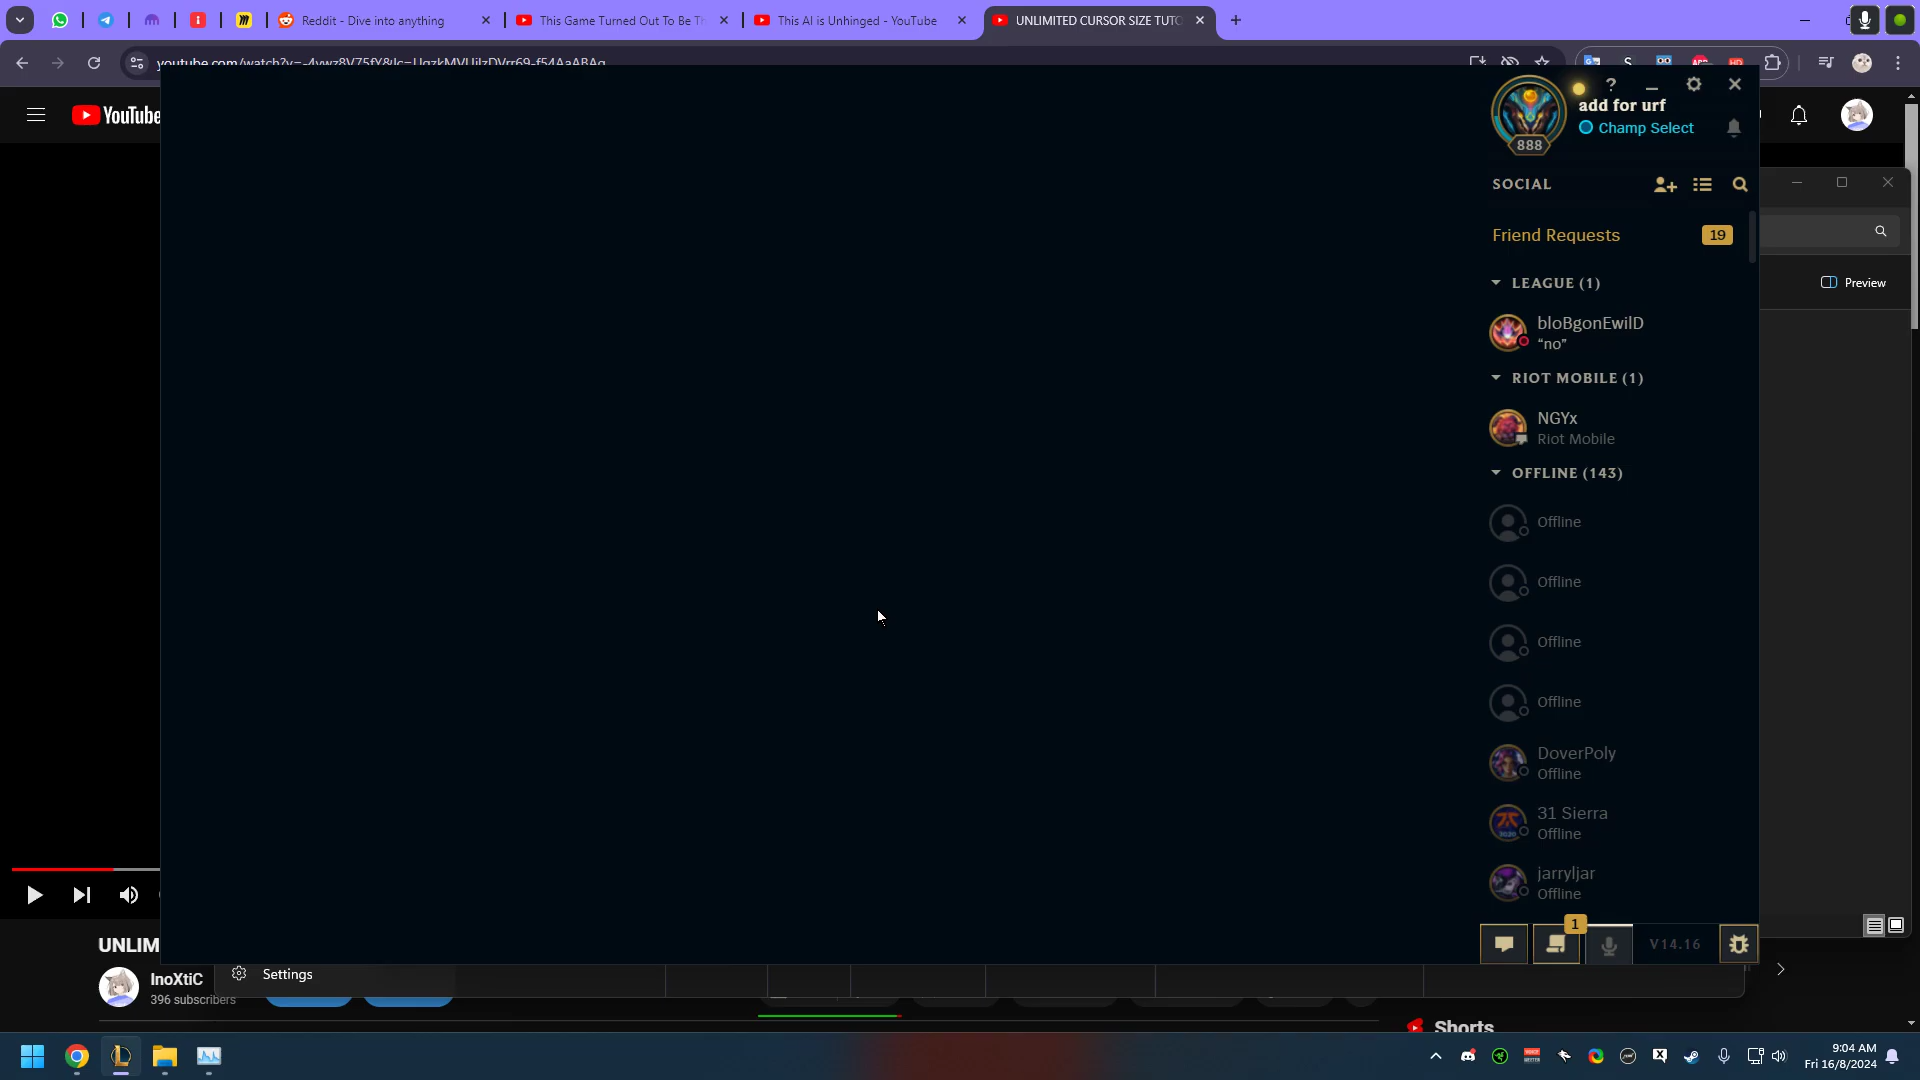 Reddit - Dive into anything
This Game Turned Out To Be Th
This AI is Unhinged - YouTube
UNLIMITED CURSOR SIZE TUTO
YouTube
?
add for urf
Champ Select
888
SOCIAL
Friend Requests
19
LEAGUE (1)
bloBgonEwilD
“no”
RIOT MOBILE (1)
NGYx
Riot Mobile
OFFLINE (143)
Offline
Offline
Offline
Offline
DoverPoly
Offline
31 Sierra
Offline
jarryljar
Offline
1
V14.16
Preview
UNLIM
InoXtiC
396 subscribers
Settings
Shorts
9:04 AM
Fri 16/8/2024